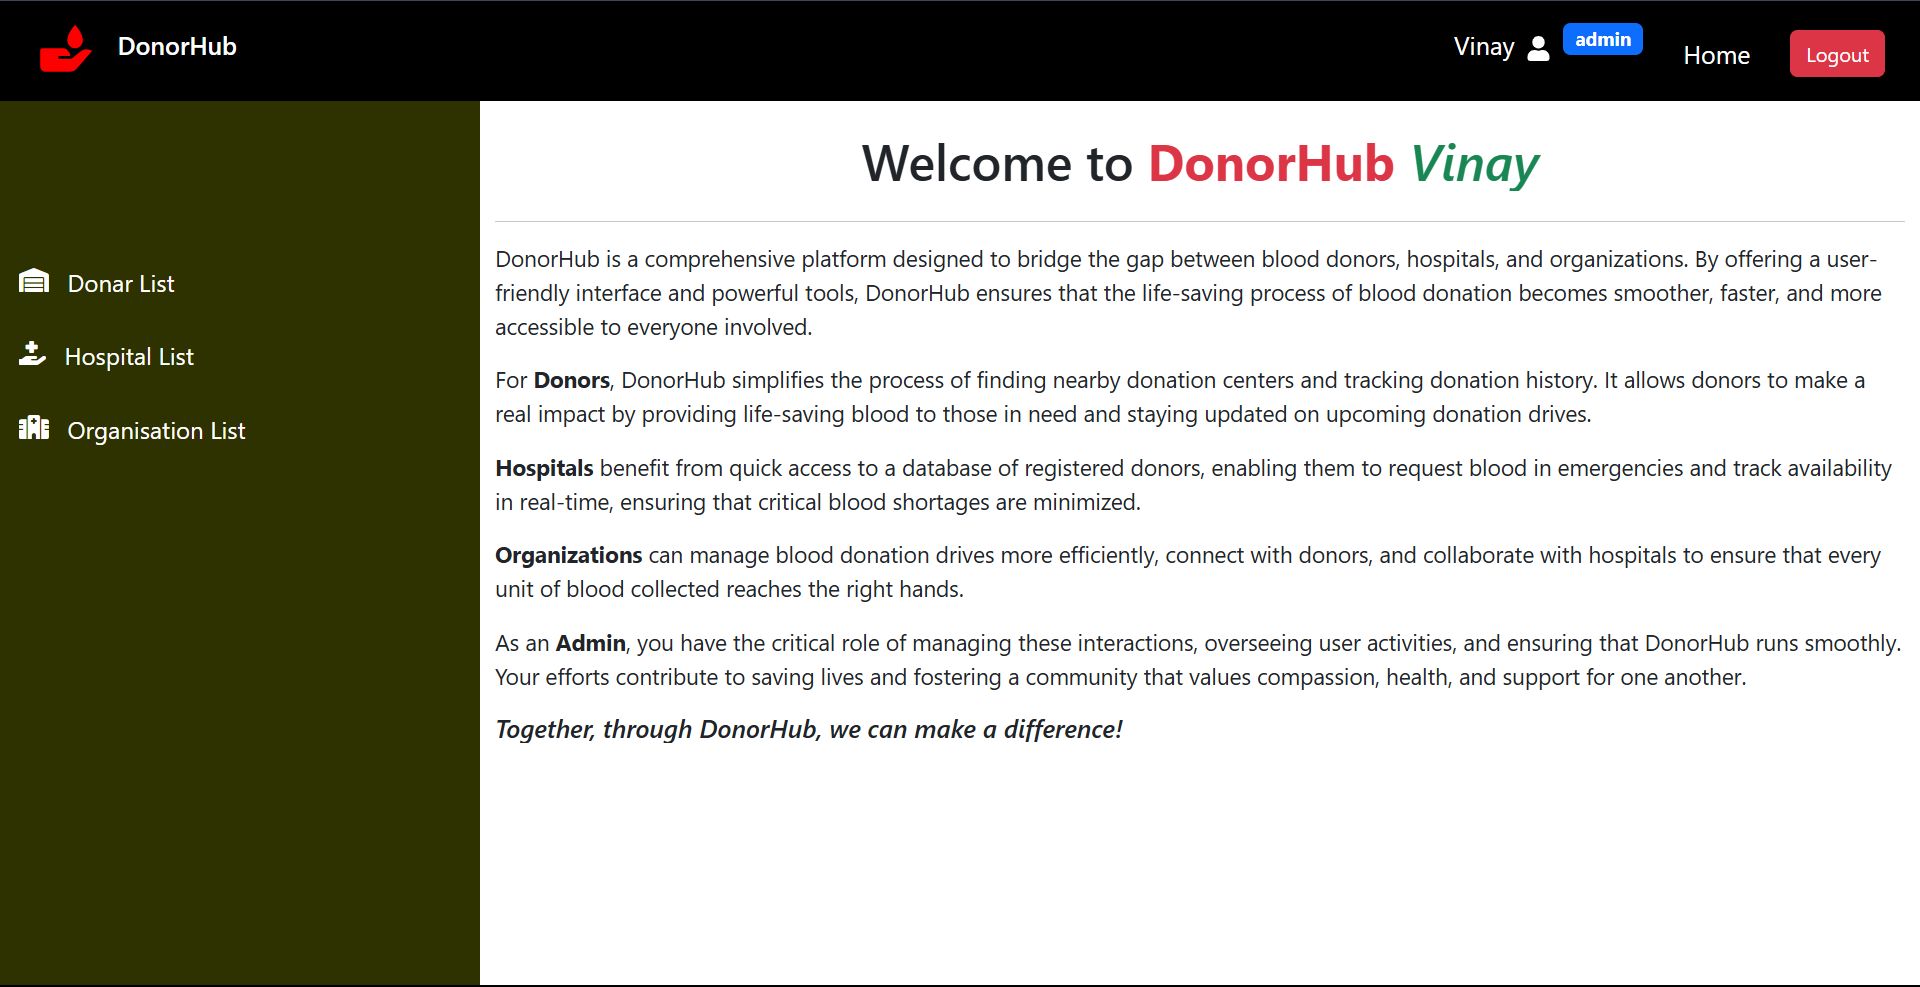 DonorHub
Vinay admin Home Logout
Donar List
Hospital List
Organisation List
Welcome to DonorHub Vinay
DonorHub is a comprehensive platform designed to bridge the gap between blood donors, hospitals, and organizations. By offering a user-
friendly interface and powerful tools, DonorHub ensures that the life-saving process of blood donation becomes smoother, faster, and more
accessible to everyone involved.
For Donors, DonorHub simplifies the process of finding nearby donation centers and tracking donation history. It allows donors to make a
real impact by providing life-saving blood to those in need and staying updated on upcoming donation drives.
Hospitals benefit from quick access to a database of registered donors, enabling them to request blood in emergencies and track availability
in real-time, ensuring that critical blood shortages are minimized.
Organizations can manage blood donation drives more efficiently, connect with donors, and collaborate with hospitals to ensure that every
unit of blood collected reaches the right hands.
As an Admin, you have the critical role of managing these interactions, overseeing user activities, and ensuring that DonorHub runs smoothly.
Your efforts contribute to saving lives and fostering a community that values compassion, health, and support for one another.
Together, through DonorHub, we can make a difference!